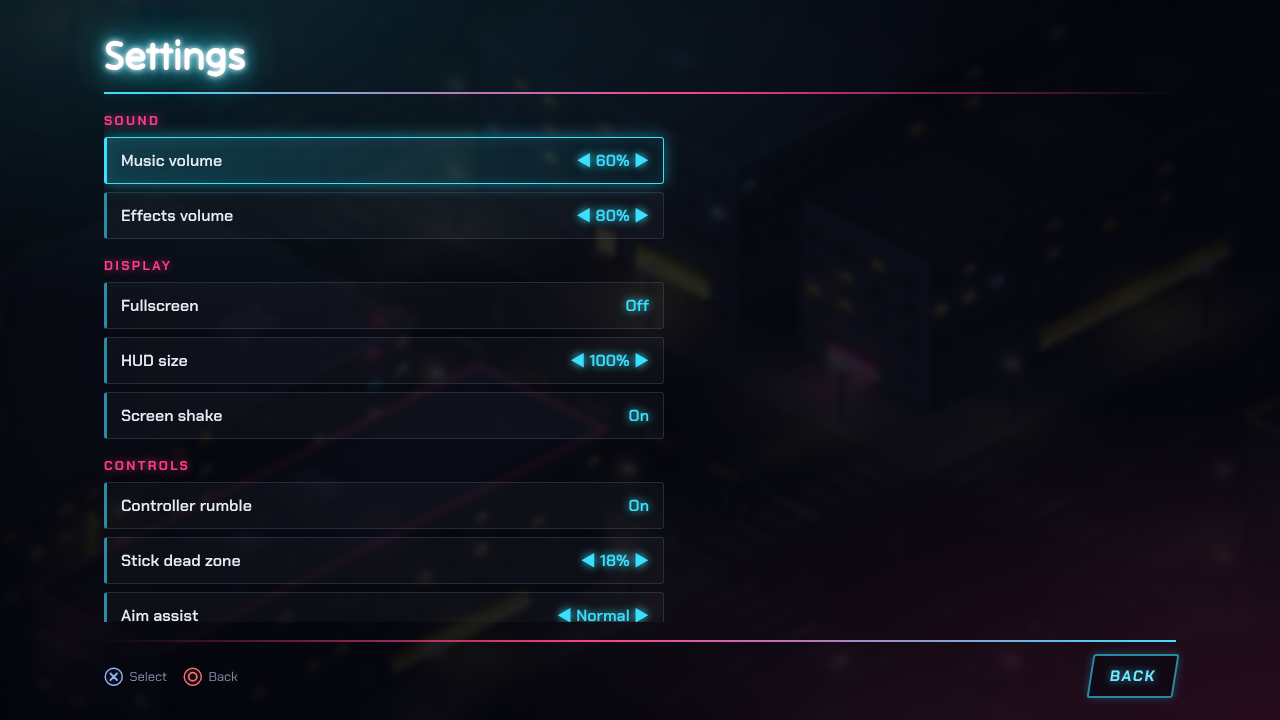 Settings
SOUND
Music volume ◀ 60% ▶
Effects volume ◀ 80% ▶
DISPLAY
Fullscreen Off
HUD size ◀ 100% ▶
Screen shake On
CONTROLS
Controller rumble On
Stick dead zone ◀ 18% ▶
Aim assist ◀ Normal ▶
Select Back BACK